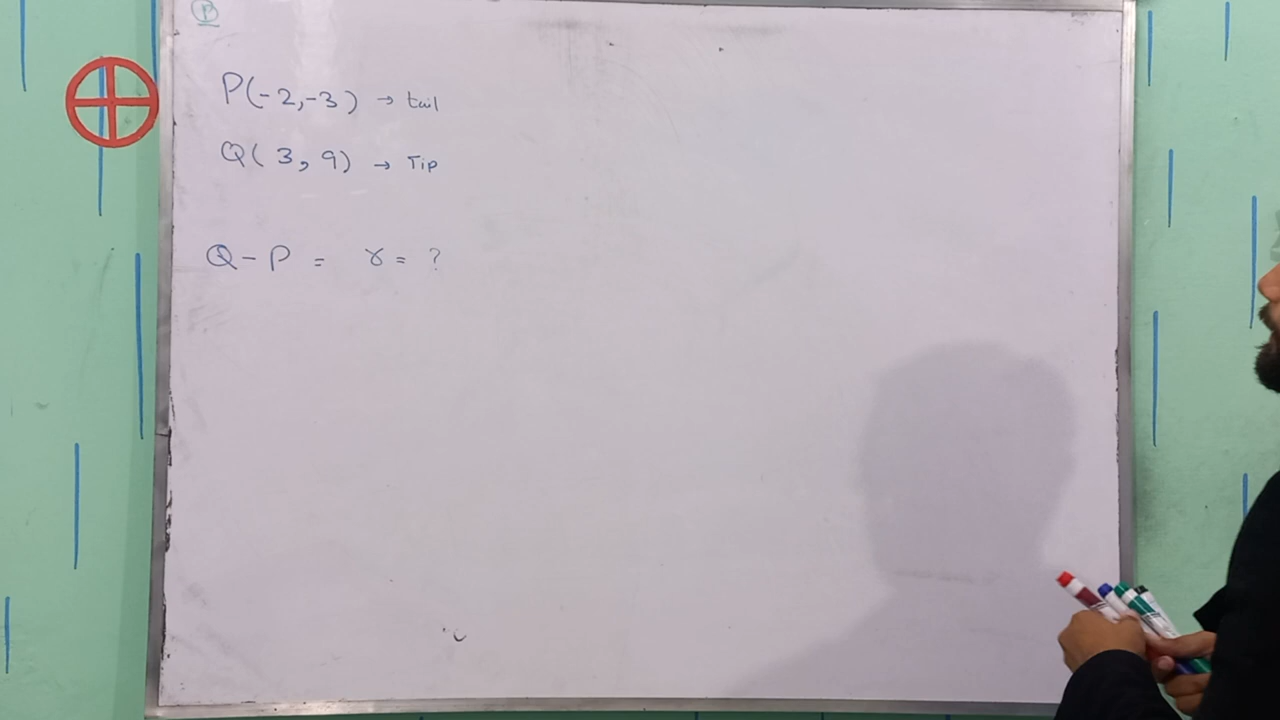 P
P(-2,-3) → tail
Q( 3, 9) → Tip
Q - P = r = ?